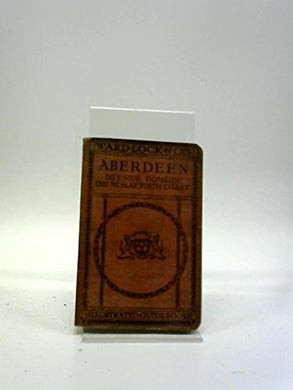 WARD·LOCK & CO'S
ABERDEEN
DEESIDE DONSIDE
THE MORAY FIRTH COAST
ILLUSTRATED·GUIDE·BOOKS